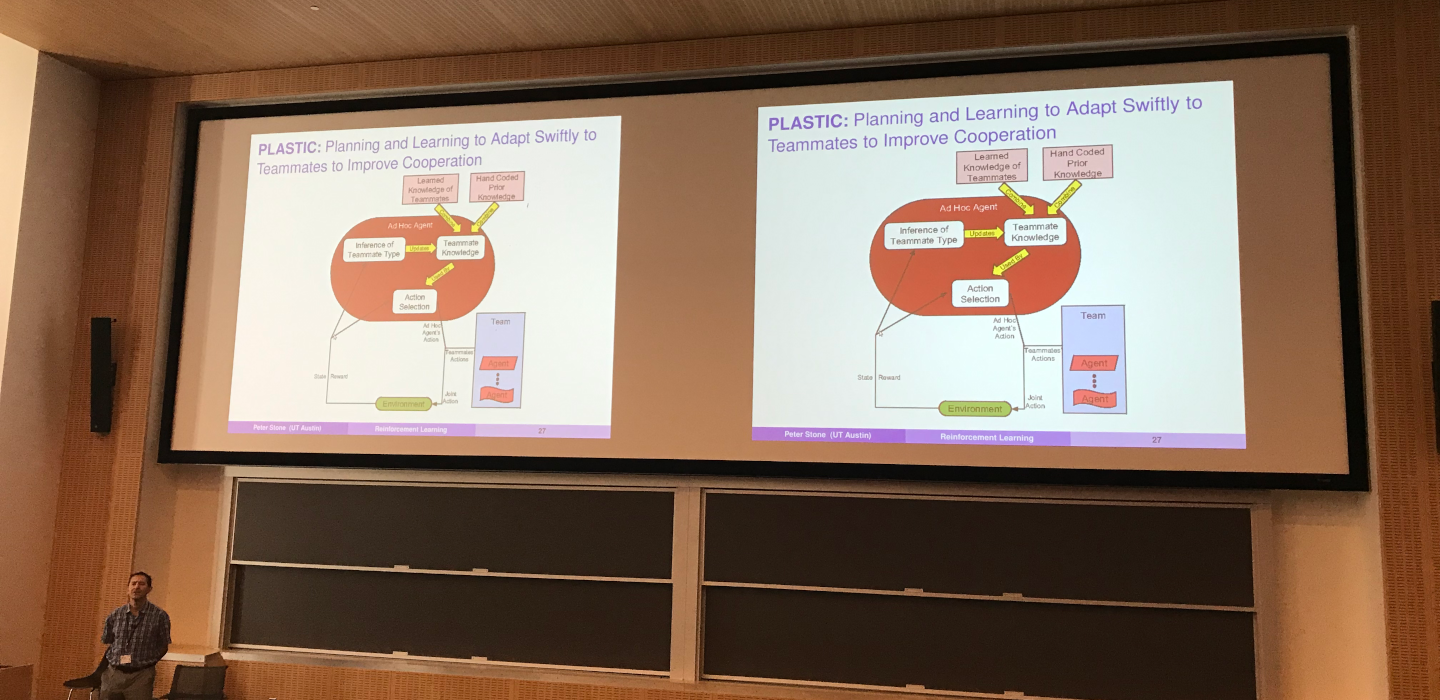 PLASTIC: Planning and Learning to Adapt Swiftly to
Teammates to Improve Cooperation
Learned
Knowledge of
Teammates
Hand Coded
Prior
Knowledge
Combine
Combine
Ad Hoc Agent
Inference of
Teammate Type
Updates
Teammate
Knowledge
Used By
Action
Selection
Ad Hoc
Agent's
Action
Team
Teammates
Actions
Agent
Agent
State
Reward
Joint
Action
Environment
Peter Stone (UT Austin)
Reinforcement Learning
27
PLASTIC: Planning and Learning to Adapt Swiftly to
Teammates to Improve Cooperation
Learned
Knowledge of
Teammates
Hand Coded
Prior
Knowledge
Combine
Combine
Ad Hoc Agent
Inference of
Teammate Type
Updates
Teammate
Knowledge
Used By
Action
Selection
Ad Hoc
Agent's
Action
Team
Teammates
Actions
Agent
Agent
State
Reward
Joint
Action
Environment
Peter Stone (UT Austin)
Reinforcement Learning
27